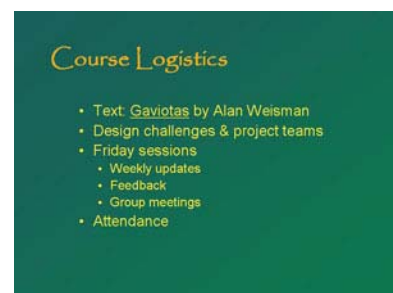 Course Logistics
• Text: Gaviotas by Alan Weisman
• Design challenges & project teams
• Friday sessions
• Weekly updates
• Feedback
• Group meetings
• Attendance